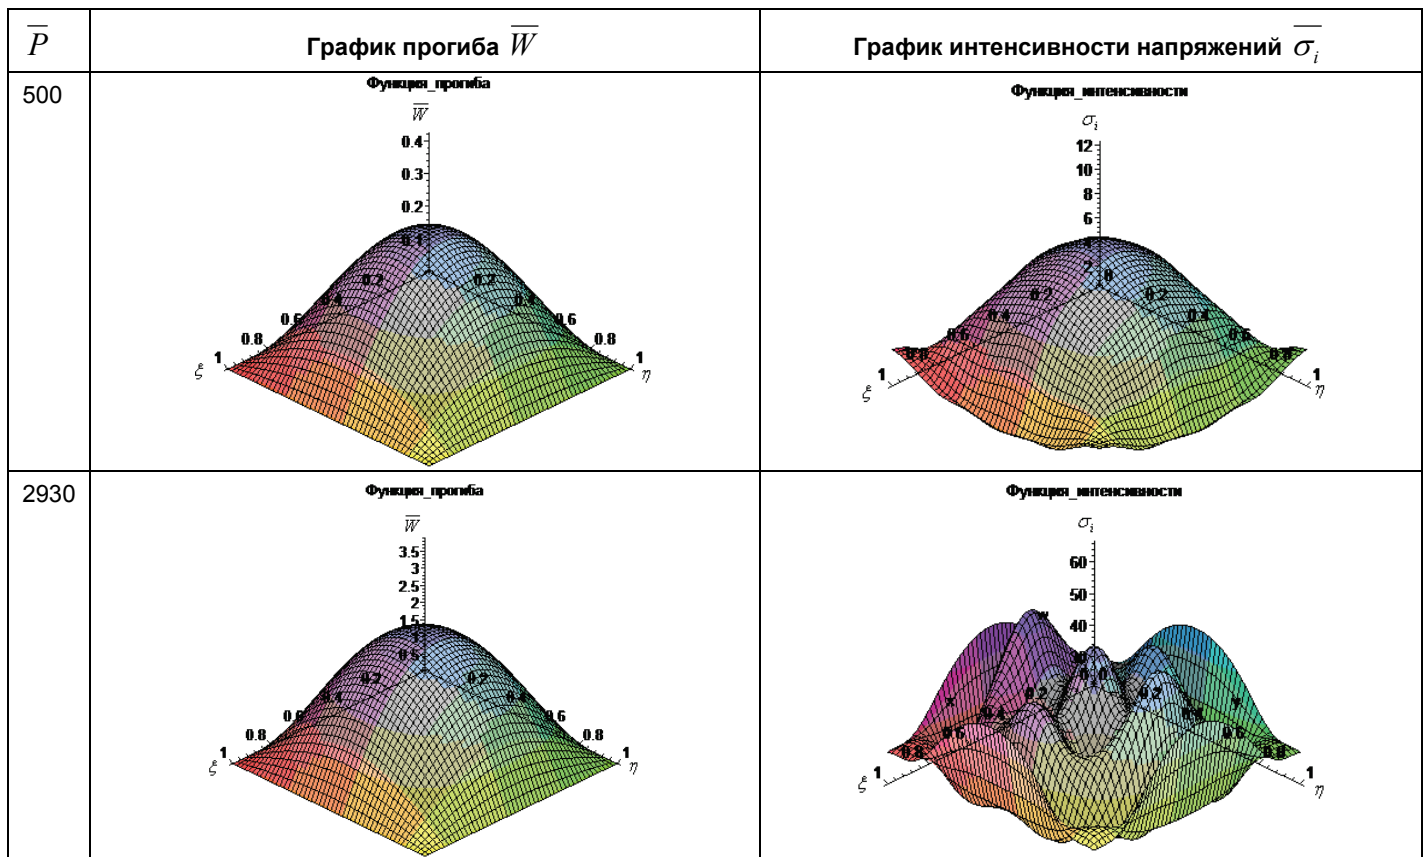 P̅
График прогиба W̅
График интенсивности напряжений σ̅ᵢ
500
Функция_прогиба
W̅
0.4
0.3
0.2
0.1
0.2 0.2
0.4 0.4
0.6 0.6
0.8 0.8
1 1
ξ η
Функция_интенсивности
σᵢ
12
10
8
6
4
2 0
0.2 0.2
0.4 0.4
0.6 0.6
0.8 0.8
1 1
ξ η
2930
Функция_прогиба
W̅
3.5
3
2.5
2
1.5
1
0.5
0.2 0.2
0.4 0.4
0.6 0.6
0.8 0.8
1 1
ξ η
Функция_интенсивности
σᵢ
60
50
40
0.2 0.2
0.4 0.4
0.6 0.6
0.8 0.8
1 1
ξ η